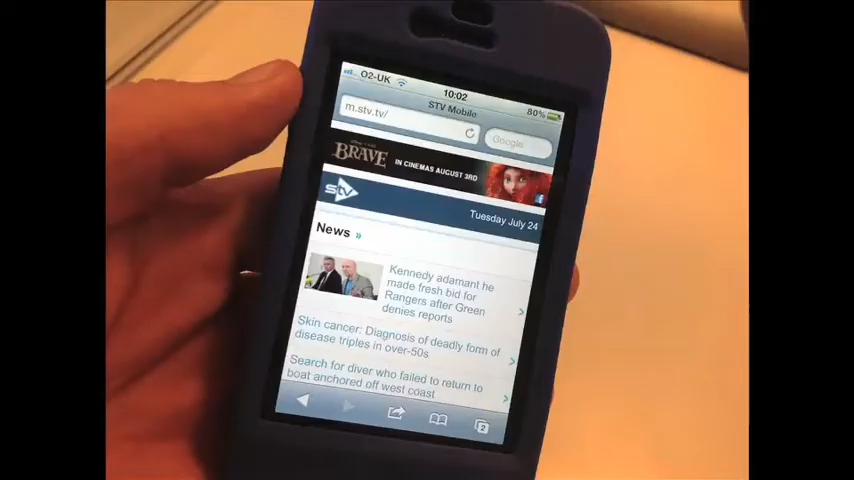 O2-UK
10:02
80%
STV Mobile
m.stv.tv/
Google
BRAVE
IN CINEMAS AUGUST 3RD
f
stv
Tuesday July 24
News »
Kennedy adamant he
made fresh bid for
Rangers after Green
denies reports
Skin cancer: Diagnosis of deadly form of
disease triples in over-50s
Search for diver who failed to return to
boat anchored off west coast
2